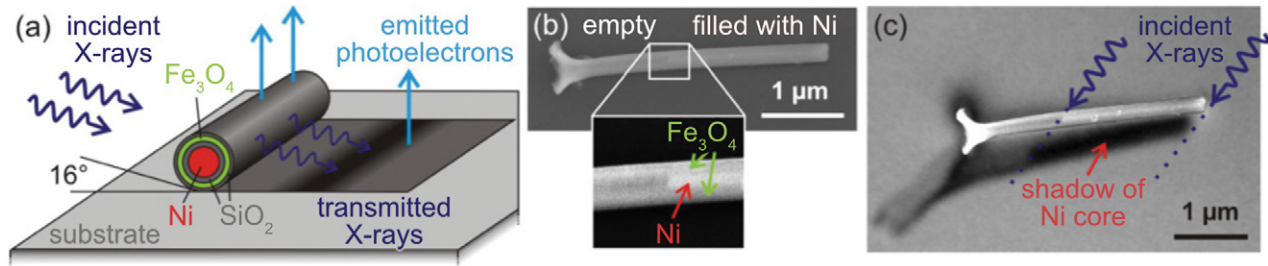 (a)
incident
X-rays
Fe₃O₄
emitted
photoelectrons
16°
Ni
SiO₂
transmitted
X-rays
substrate
(b)
empty
filled with Ni
1 μm
Fe₃O₄
Ni
(c)
incident
X-rays
shadow of
Ni core
1 μm